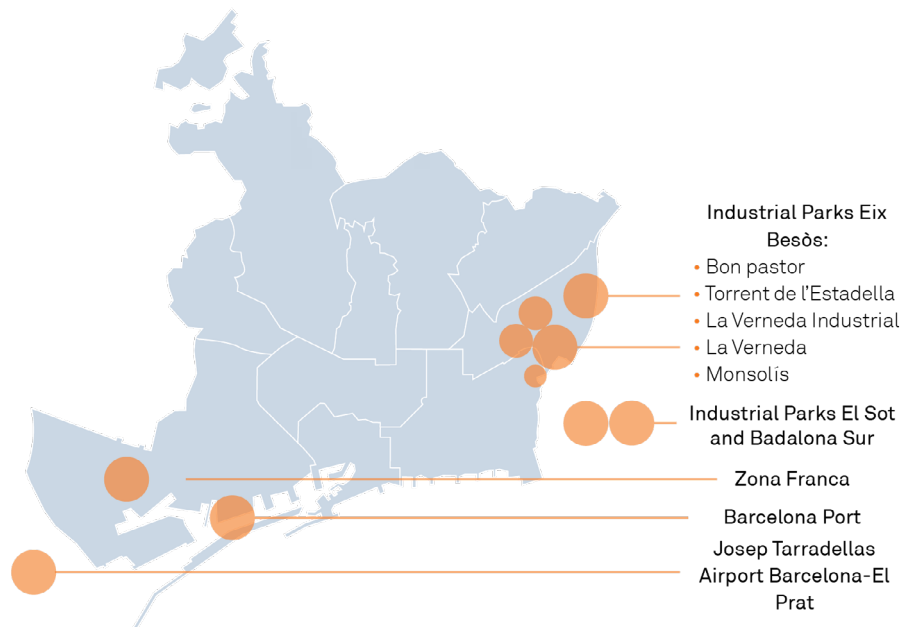 Industrial Parks Eix
Besòs:
• Bon pastor
• Torrent de l'Estadella
• La Verneda Industrial
• La Verneda
• Monsolís
Industrial Parks El Sot
and Badalona Sur
Zona Franca
Barcelona Port
Josep Tarradellas
Airport Barcelona-El
Prat